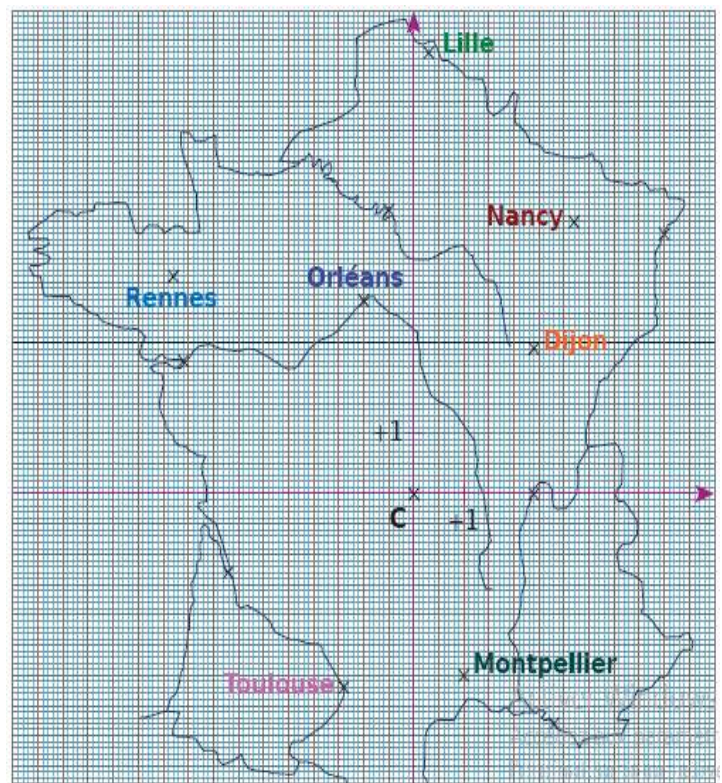 Lille
Nancy
Orléans
Rennes
Dijon
+1
C
+1
Montpellier
Toulouse